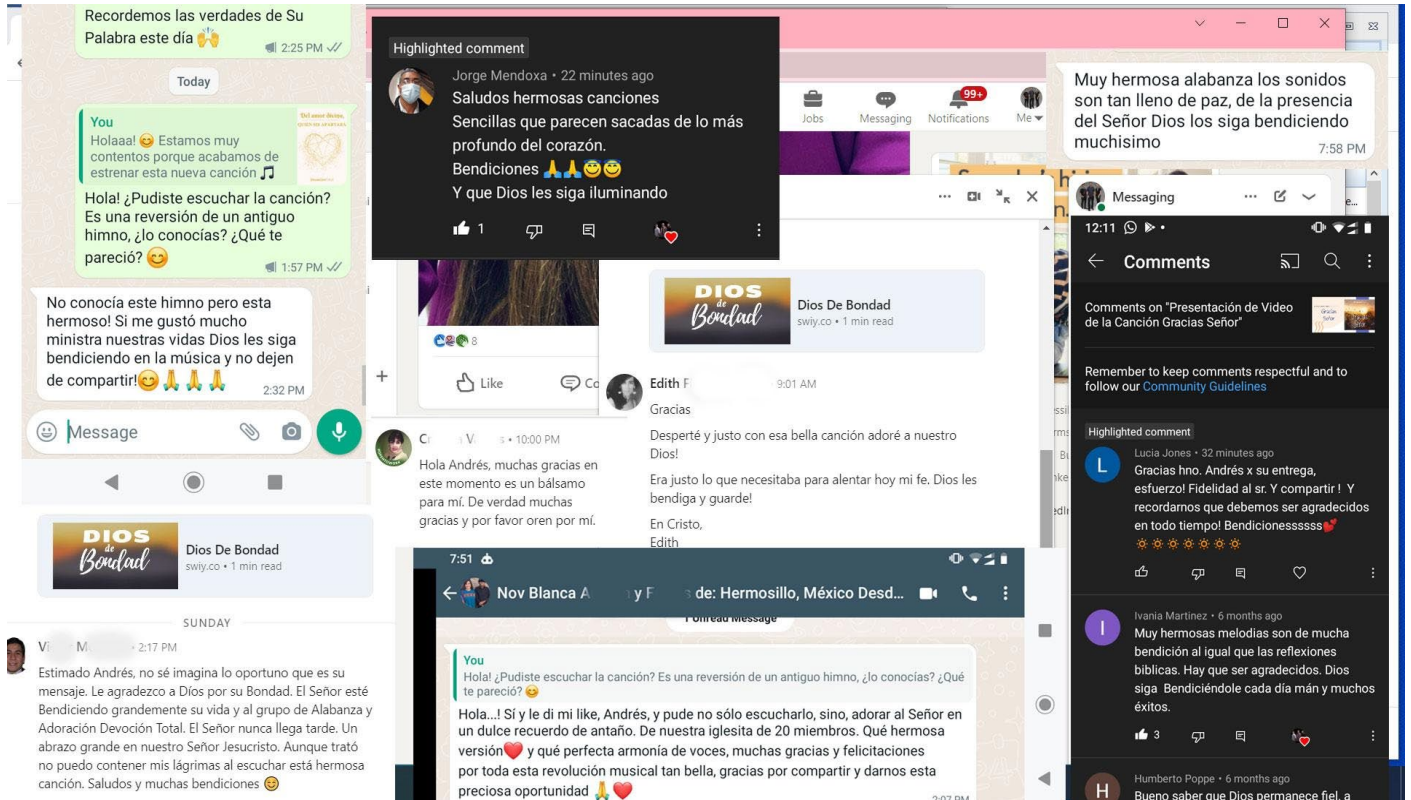 Recordemos las verdades de Su
Palabra este día 🙌
2:25 PM
Today
You
Holaaa! 😊 Estamos muy
contentos porque acabamos de
estrenar esta nueva canción 🎵
Hola! ¿Pudiste escuchar la canción?
Es una reversión de un antiguo
himno, ¿lo conocías? ¿Qué te
pareció? 😊
1:57 PM
No conocía este himno pero esta
hermoso! Si me gustó mucho
ministra nuestras vidas Dios les siga
bendiciendo en la música y no dejen
de compartir!😊🙏🙏🙏
2:32 PM
Message
DIOS
de
Bondad
Dios De Bondad
swiy.co • 1 min read
SUNDAY
2:17 PM
Estimado Andrés, no sé imagina lo oportuno que es su
mensaje. Le agradezco a Díos por su Bondad. El Señor esté
Bendiciendo grandemente su vida y al grupo de Alabanza y
Adoración Devoción Total. El Señor nunca llega tarde. Un
abrazo grande en nuestro Señor Jesucristo. Aunque trató
no puedo contener mis lágrimas al escuchar está hermosa
canción. Saludos y muchas bendiciones 😊
Highlighted comment
Jorge Mendoxa • 22 minutes ago
Saludos hermosas canciones
Sencillas que parecen sacadas de lo más
profundo del corazón.
Bendiciones 🙏🙏😇😇
Y que Dios les siga iluminando
1
Jobs
Messaging
99+
Notifications
Me
8
Like
10:00 PM
Hola Andrés, muchas gracias en
este momento es un bálsamo
para mí. De verdad muchas
gracias y por favor oren por mí.
DIOS
de
Bondad
Dios De Bondad
swiy.co • 1 min read
Edith
9:01 AM
Gracias
Desperté y justo con esa bella canción adoré a nuestro
Dios!
Era justo lo que necesitaba para alentar hoy mi fe. Dios les
bendiga y guarde!
En Cristo,
Edith
7:51
Nov Blanca A y F de: Hermosillo, México Desd...
1 Unread Message
You
Hola! ¿Pudiste escuchar la canción? Es una reversión de un antiguo himno, ¿lo conocías? ¿Qué
te pareció? 😊
Hola...! Sí y le di mi like, Andrés, y pude no sólo escucharlo, sino, adorar al Señor en
un dulce recuerdo de antaño. De nuestra iglesita de 20 miembros. Qué hermosa
versión❤️ y qué perfecta armonía de voces, muchas gracias y felicitaciones
por toda esta revolución musical tan bella, gracias por compartir y darnos esta
preciosa oportunidad 🙏❤️
2:07 PM
Muy hermosa alabanza los sonidos
son tan lleno de paz, de la presencia
del Señor Dios los siga bendiciendo
muchisimo
7:58 PM
Messaging
12:11
Comments
Comments on "Presentación de Video
de la Canción Gracias Señor"
Remember to keep comments respectful and to
follow our Community Guidelines
Highlighted comment
L
Lucia Jones • 32 minutes ago
Gracias hno. Andrés x su entrega,
esfuerzo! Fidelidad al sr. Y compartir ! Y
recordarnos que debemos ser agradecidos
en todo tiempo! Bendicionessssss💕
🔅🔅🔅🔅🔅🔅🔅
I
Ivania Martinez • 6 months ago
Muy hermosas melodias son de mucha
bendición al igual que las reflexiones
biblicas. Hay que ser agradecidos. Dios
siga Bendiciéndole cada día mán y muchos
éxitos.
3
H
Humberto Poppe • 6 months ago
Bueno saber que Dios permanece fiel, a